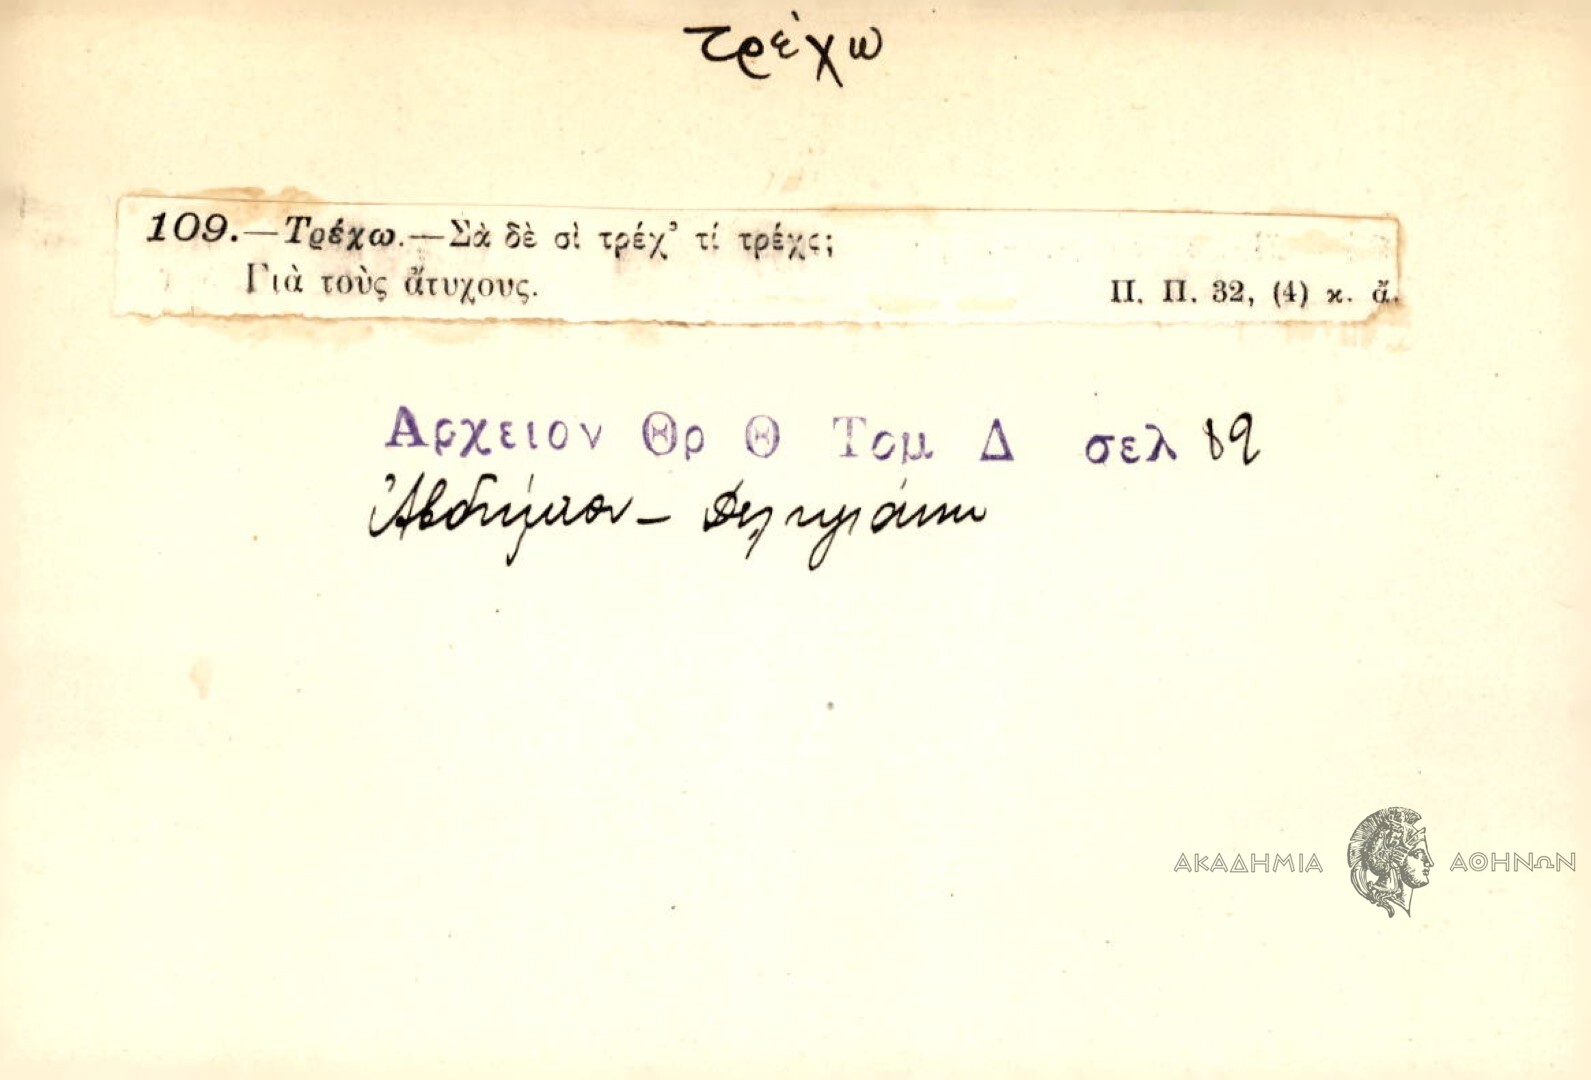 τρέχω
109.—Τρέχω.—Σὰ δὲ σὶ τρέχ’ τί τρέχς;
Γιὰ τοὺς ἄτυχους. Π. Π. 32, (4) κ. ἄ.
Αρχειον Θρ Θ Τομ Δ σελ 89
ΑΚΑΔΗΜΙΑ ΑΘΗΝΩΝ